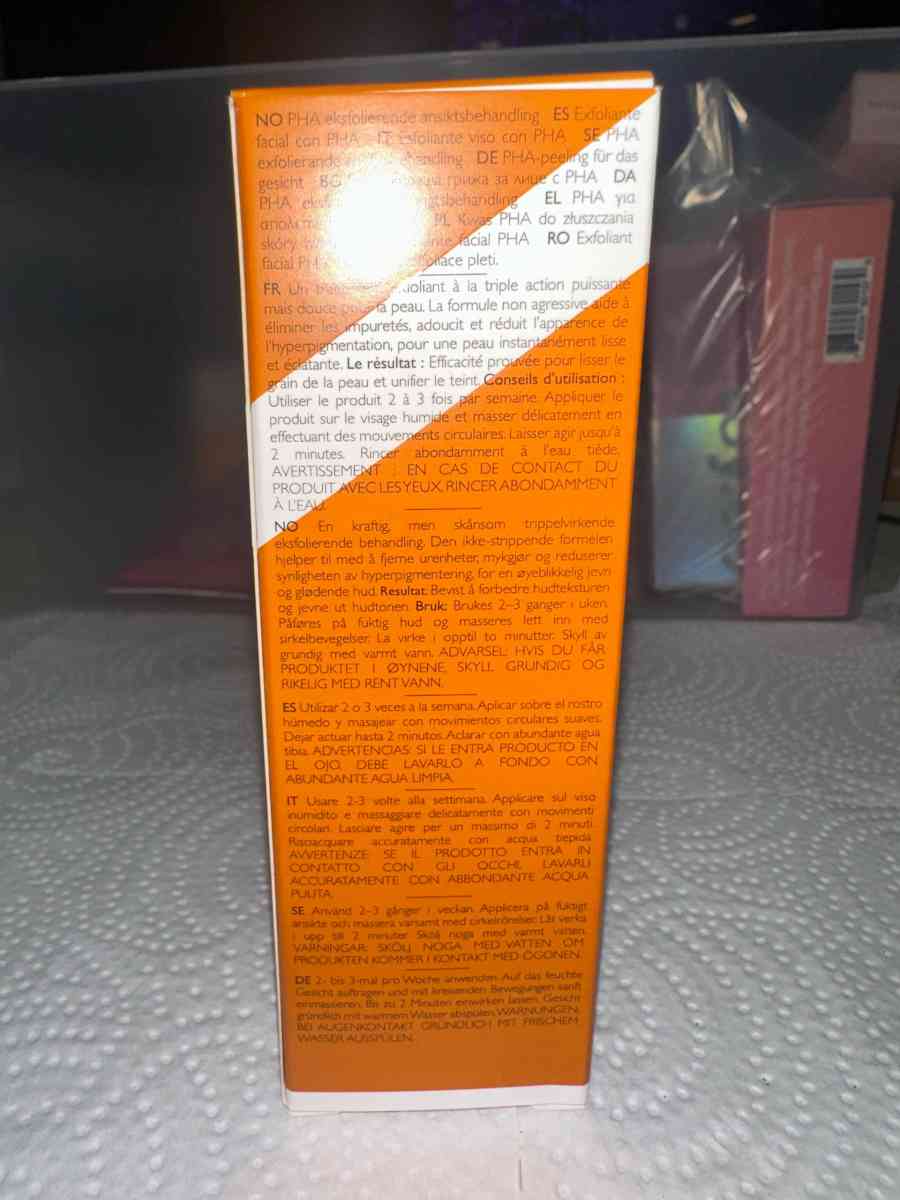 NO PHA eksfolierende ansiktsbehandling ES Exfoliante
facial con PHA IT Esfoliante viso con PHA SE PHA
exfolierande DE PHA-peeling für das
gesicht BG грижа за лице с PHA DA
PHA EL PHA για
PL Kwas PHA do złuszczania
skóry facial PHA RO Exfoliant
facial pleti.
FR Un à la triple action puissante
mais douce pour la peau. La formule non agressive aide à
éliminer les impuretés, adoucit et réduit l'apparence de
l'hyperpigmentation, pour une peau instantanément lisse
et éclatante. Le résultat : Efficacité prouvée pour lisser le
grain de la peau et unifier le teint. Conseils d'utilisation :
Utiliser le produit 2 à 3 fois par semaine. Appliquer le
produit sur le visage humide et masser délicatement en
effectuant des mouvements circulaires. Laisser agir jusqu'à
2 minutes. Rincer abondamment à l'eau tiède.
AVERTISSEMENT : EN CAS DE CONTACT DU
PRODUIT AVEC LES YEUX, RINCER ABONDAMMENT
À L'EAU.
NO En kraftig, men skånsom trippelvirkende
eksfolierende behandling. Den ikke-strippende formelen
hjelper til med å fjerne urenheter, mykgjør og reduserer
synligheten av hyperpigmentering, for en øyeblikkelig jevn
og glødende hud. Resultat: Bevist å forbedre hudteksturen
og jevne ut hudtonen. Bruk: Brukes 2–3 ganger i uken.
Påføres på fuktig hud og masseres lett inn med
sirkelbevegelser. La virke i opptil to minutter. Skyll av
grundig med varmt vann. ADVARSEL: HVIS DU FÅR
PRODUKTET I ØYNENE, SKYLL GRUNDIG OG
RIKELIG MED RENT VANN.
ES Utilizar 2 o 3 veces a la semana. Aplicar sobre el rostro
húmedo y masajear con movimientos circulares suaves.
Dejar actuar hasta 2 minutos. Aclarar con abundante agua
tibia. ADVERTENCIAS: SI LE ENTRA PRODUCTO EN
EL OJO, DEBE LAVARLO A FONDO CON
ABUNDANTE AGUA LIMPIA.
IT Usare 2-3 volte alla settimana. Applicare sul viso
inumidito e massaggiare delicatamente con movimenti
circolari. Lasciare agire per un massimo di 2 minuti.
Risciacquare accuratamente con acqua tiepida.
AVVERTENZE: SE IL PRODOTTO ENTRA IN
CONTATTO CON GLI OCCHI, LAVARLI
ACCURATAMENTE CON ABBONDANTE ACQUA
PULITA.
SE Använd 2–3 gånger i veckan. Applicera på fuktigt
ansikte och massera varsamt med cirkelrörelser. Låt verka
i upp till 2 minuter. Skölj noga med varmt vatten.
VARNINGAR: SKÖLJ NOGA MED VATTEN OM
PRODUKTEN KOMMER I KONTAKT MED ÖGONEN.
DE 2- bis 3-mal pro Woche anwenden. Auf das feuchte
Gesicht auftragen und mit kreisenden Bewegungen sanft
einmassieren. Bis zu 2 Minuten einwirken lassen. Gesicht
gründlich mit warmem Wasser abspülen. WARNUNGEN:
BEI AUGENKONTAKT GRÜNDLICH MIT FRISCHEM
WASSER AUSSPÜLEN.